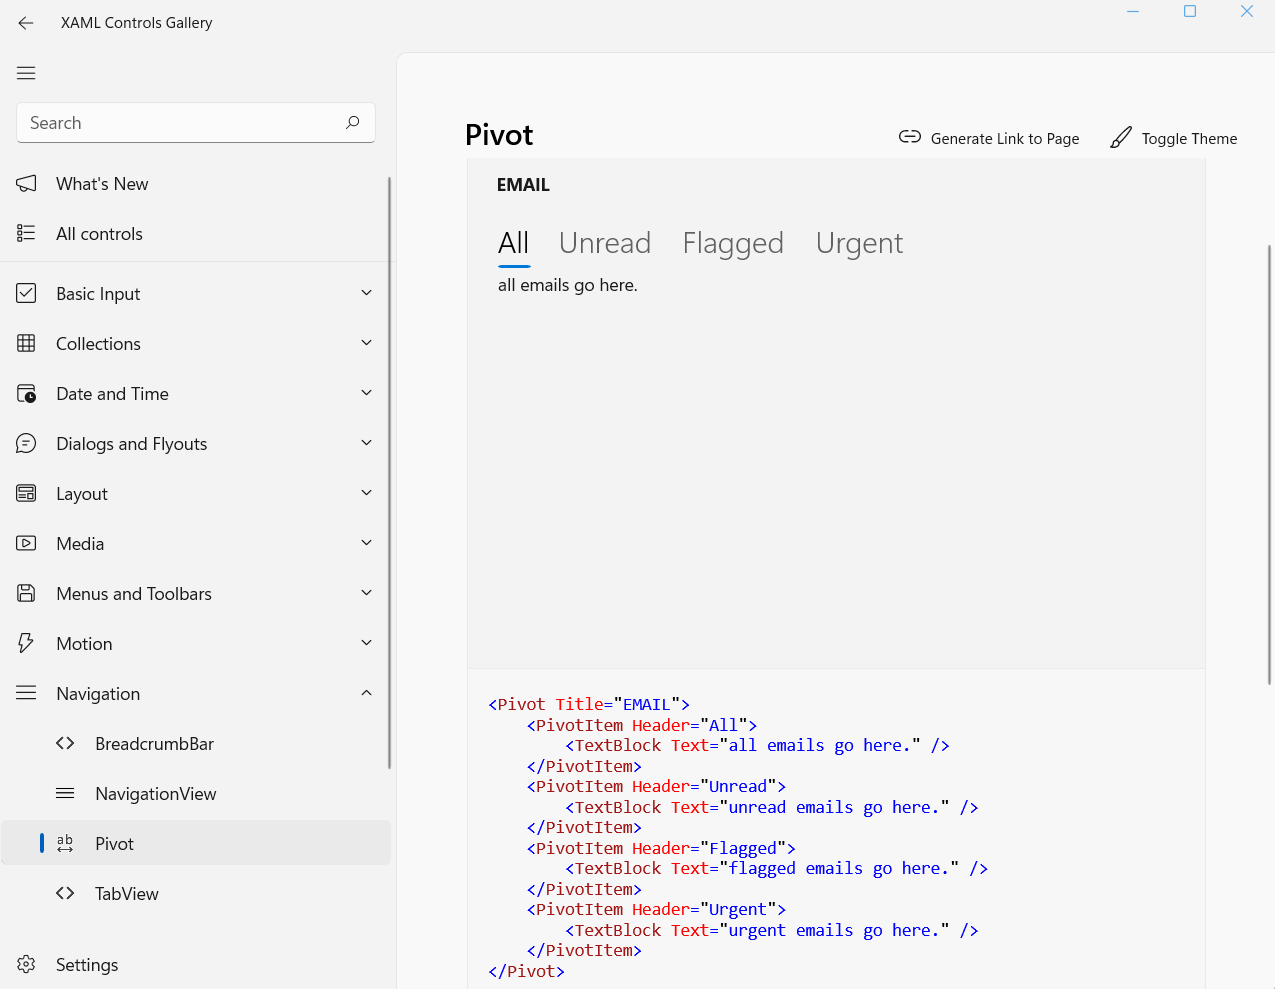 XAML Controls Gallery
Search
What's New
All controls
Basic Input
Collections
Date and Time
Dialogs and Flyouts
Layout
Media
Menus and Toolbars
Motion
Navigation
BreadcrumbBar
NavigationView
ab
Pivot
TabView
Settings
Pivot
Generate Link to Page
Toggle Theme
EMAIL
All Unread Flagged Urgent
all emails go here.
<Pivot Title="EMAIL">
    <PivotItem Header="All">
        <TextBlock Text="all emails go here." />
    </PivotItem>
    <PivotItem Header="Unread">
        <TextBlock Text="unread emails go here." />
    </PivotItem>
    <PivotItem Header="Flagged">
        <TextBlock Text="flagged emails go here." />
    </PivotItem>
    <PivotItem Header="Urgent">
        <TextBlock Text="urgent emails go here." />
    </PivotItem>
</Pivot>